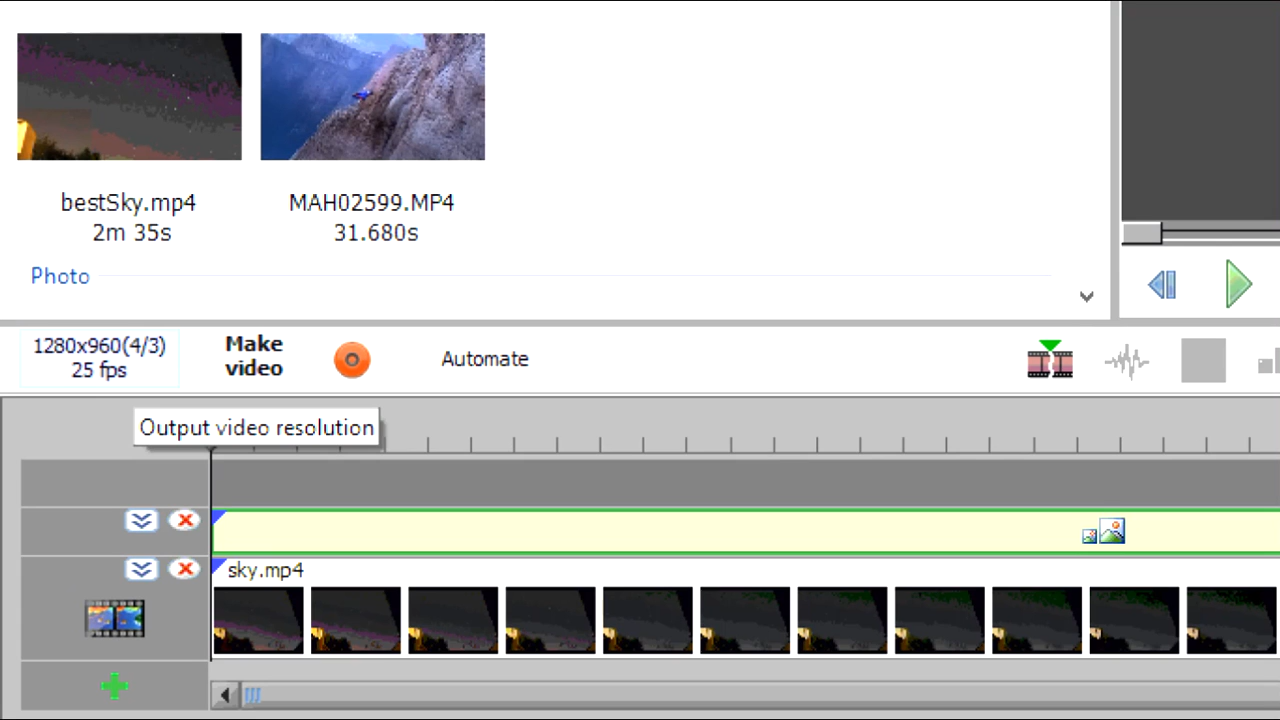 bestSky.mp4
2m 35s
MAH02599.MP4
31.680s
Photo
1280x960(4/3)
25 fps
Make
video
Automate
Output video resolution
sky.mp4